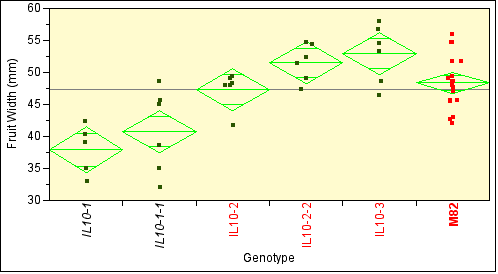 Fruit Width (mm)
60
55
50
45
40
35
30
IL10-1
IL10-1-1
IL10-2
IL10-2-2
IL10-3
M82
Genotype